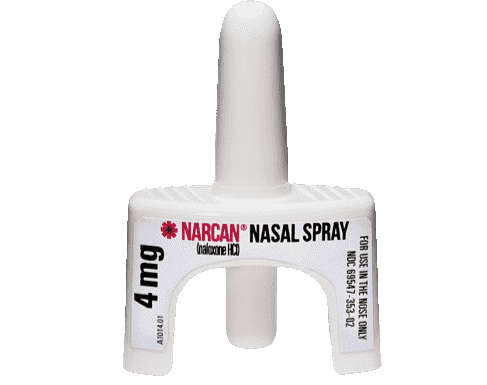 NARCAN® NASAL SPRAY
(naloxone HCl)
4 mg
A1014.01
FOR USE IN THE NOSE ONLY
NDC 69547-353-02